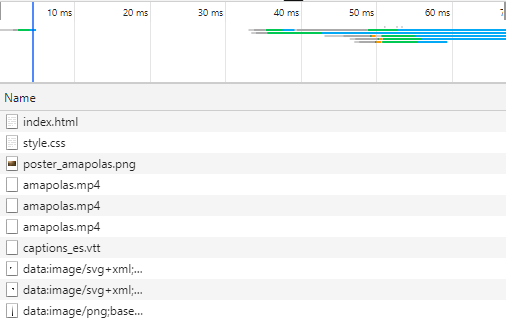 10 ms 20 ms 30 ms 40 ms 50 ms 60 ms
Name
index.html
style.css
poster_amapolas.png
amapolas.mp4
amapolas.mp4
amapolas.mp4
captions_es.vtt
data:image/svg+xml;...
data:image/svg+xml;...
data:image/png;base...